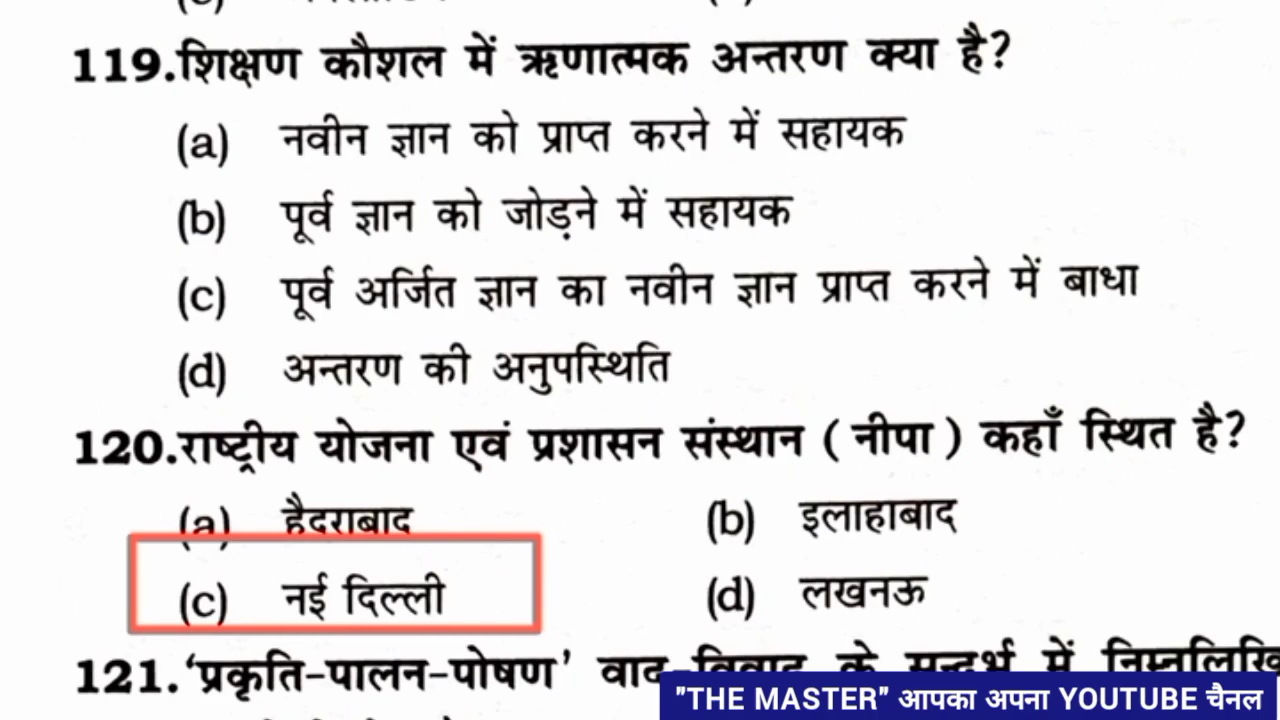 119.शिक्षण कौशल में ऋणात्मक अन्तरण क्या है?
(a) नवीन ज्ञान को प्राप्त करने में सहायक
(b) पूर्व ज्ञान को जोड़ने में सहायक
(c) पूर्व अर्जित ज्ञान का नवीन ज्ञान प्राप्त करने में बाधा
(d) अन्तरण की अनुपस्थिति
120.राष्ट्रीय योजना एवं प्रशासन संस्थान ( नीपा ) कहाँ स्थित है?
(a) हैदराबाद (b) इलाहाबाद
(c) नई दिल्ली (d) लखनऊ
121.‘प्रकृति-पालन-पोषण’ वाद-विवाद के सन्दर्भ में
"THE MASTER" आपका अपना YOUTUBE चैनल